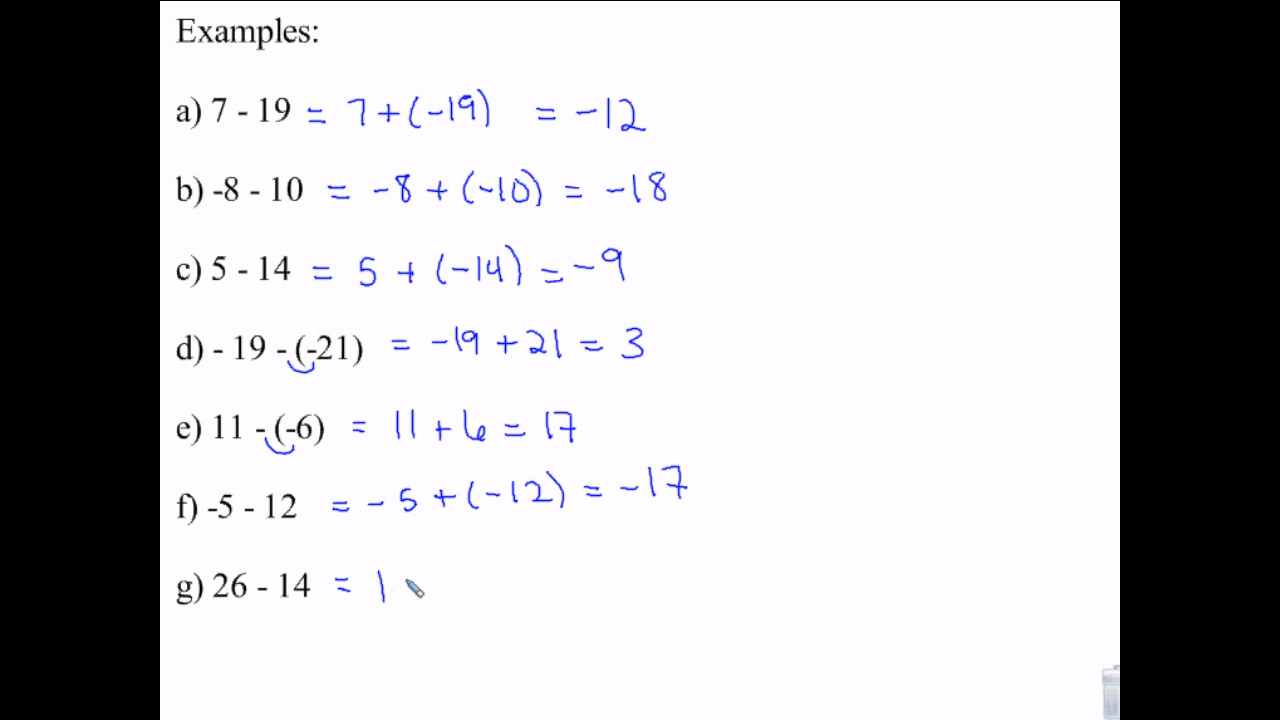 Examples:
a) 7 - 19 = 7 + (-19) = -12
b) -8 - 10 = -8 + (-10) = -18
c) 5 - 14 = 5 + (-14) = -9
d) - 19 - (-21) = -19 + 21 = 3
e) 11 - (-6) = 11 + 6 = 17
f) -5 - 12 = -5 + (-12) = -17
g) 26 - 14 = 1